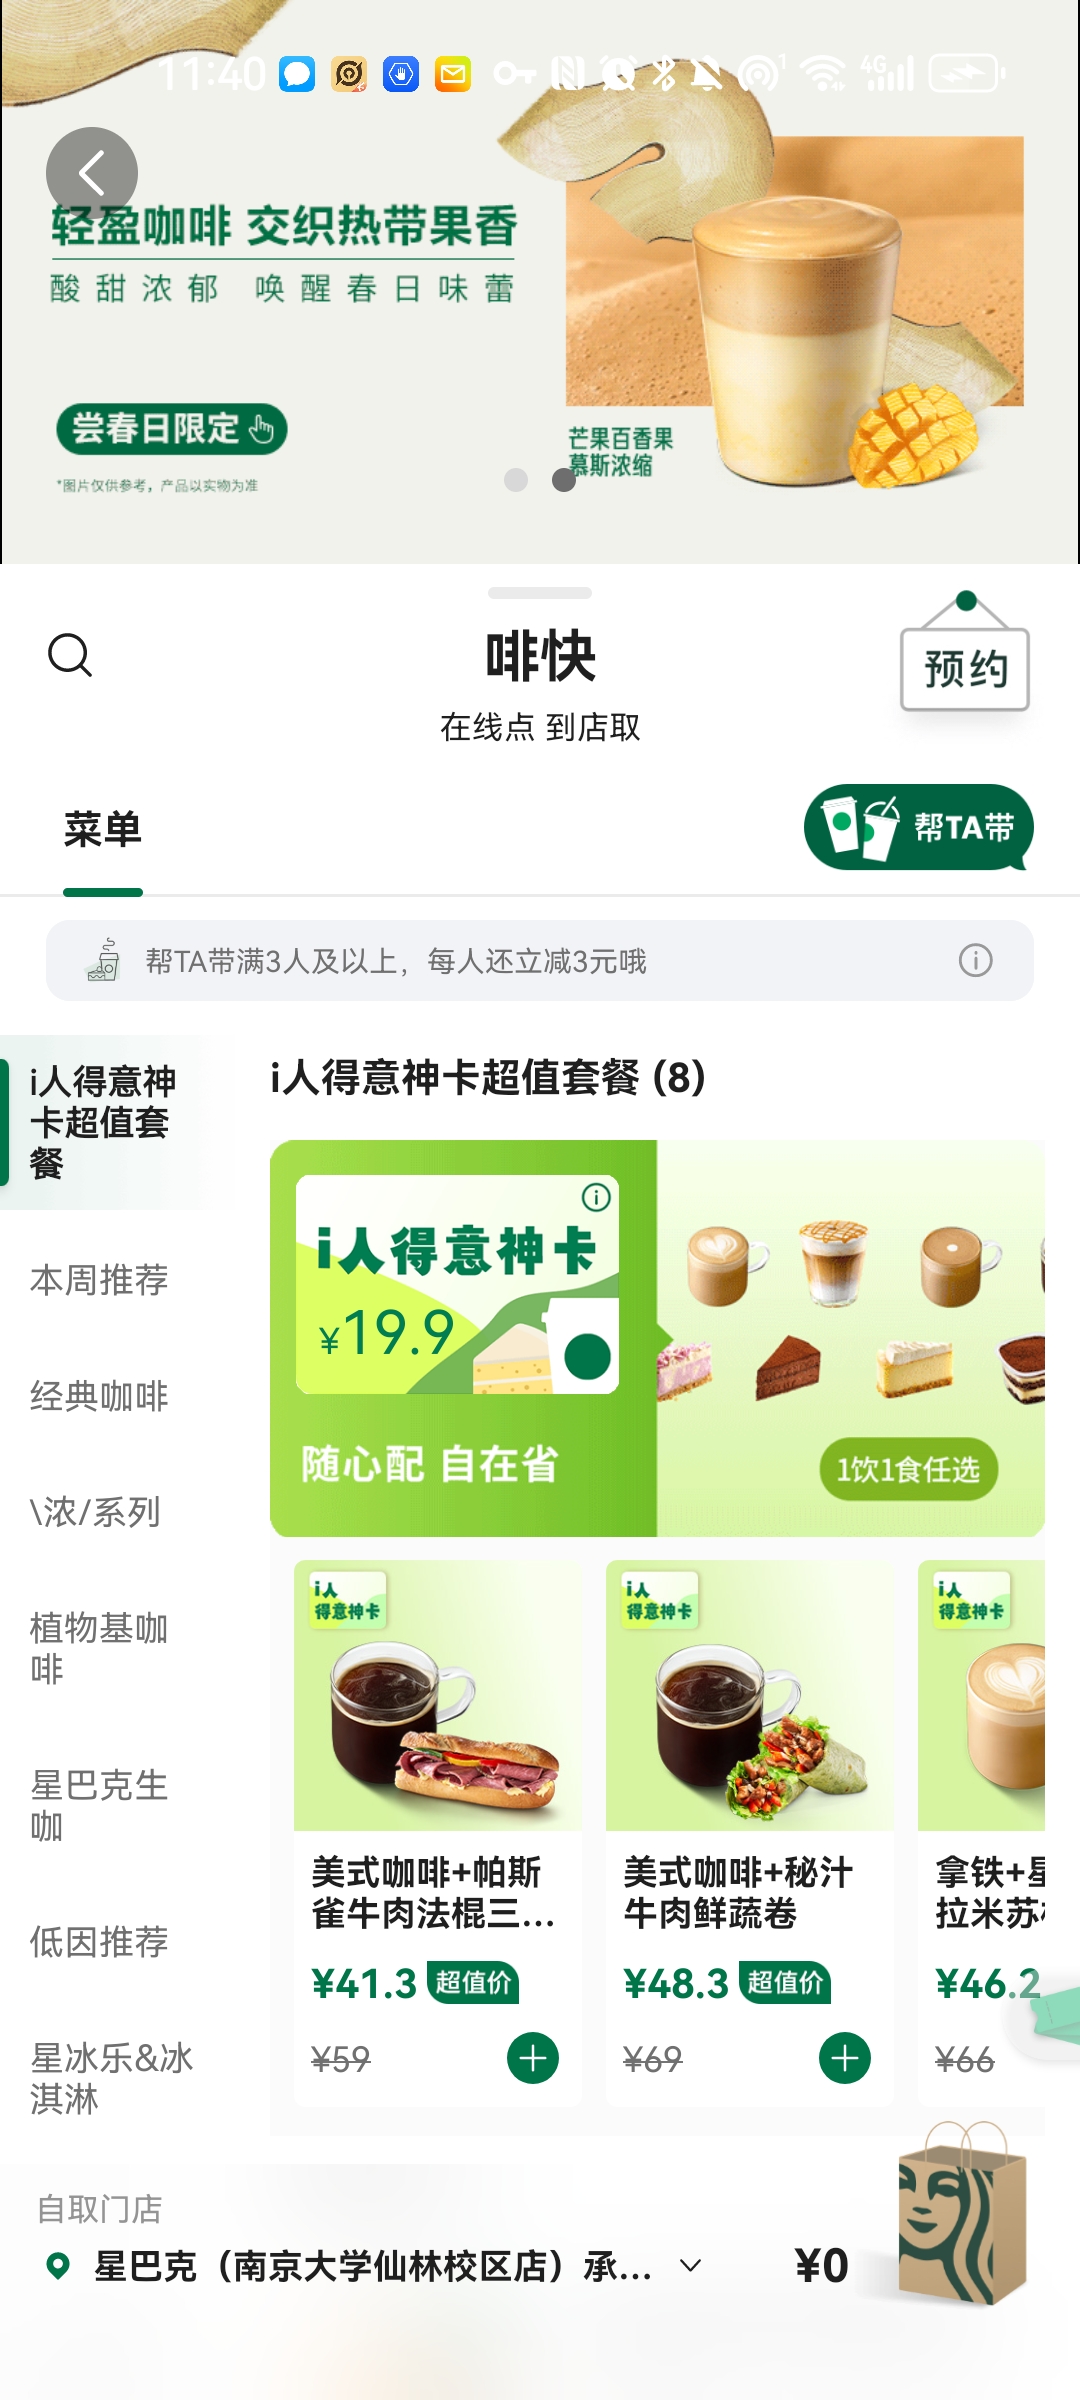 11:40
4G
轻盈咖啡 交织热带果香
酸甜浓郁 唤醒春日味蕾
尝春日限定
*图片仅供参考，产品以实物为准
芒果百香果
慕斯浓缩
啡快
在线点 到店取
预约
菜单
帮TA带
帮TA带满3人及以上，每人还立减3元哦
i人得意神
卡超值套
餐
本周推荐
经典咖啡
\浓/系列
植物基咖
啡
星巴克生
咖
低因推荐
星冰乐&冰
淇淋
i人得意神卡超值套餐 (8)
i人得意神卡
¥19.9
随心配 自在省
1饮1食任选
i人
得意神卡
美式咖啡+帕斯
雀牛肉法棍三...
¥41.3 超值价
¥59
i人
得意神卡
美式咖啡+秘汁
牛肉鲜蔬卷
¥48.3 超值价
¥69
i人
得意神卡
拿铁+星
拉米苏
¥46.2
¥66
自取门店
星巴克（南京大学仙林校区店）承...
¥0